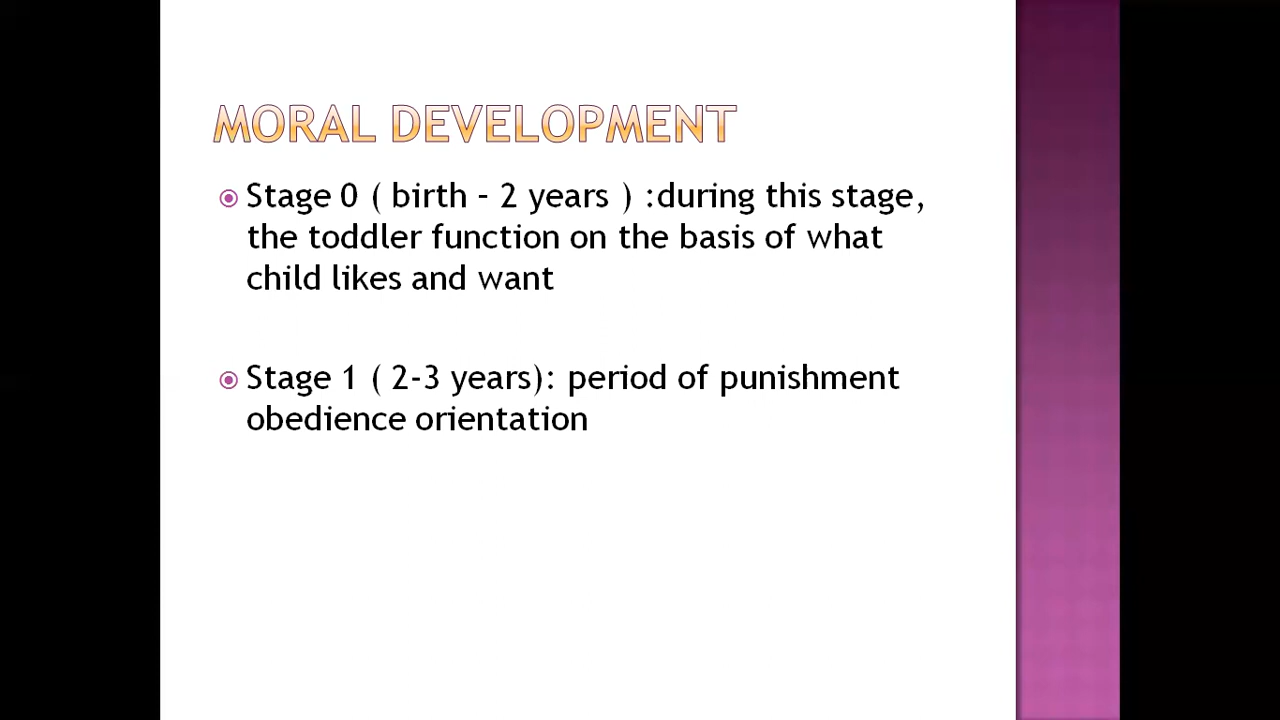 MORAL DEVELOPMENT
Stage 0 ( birth – 2 years ) :during this stage,
the toddler function on the basis of what
child likes and want
Stage 1 ( 2-3 years): period of punishment
obedience orientation